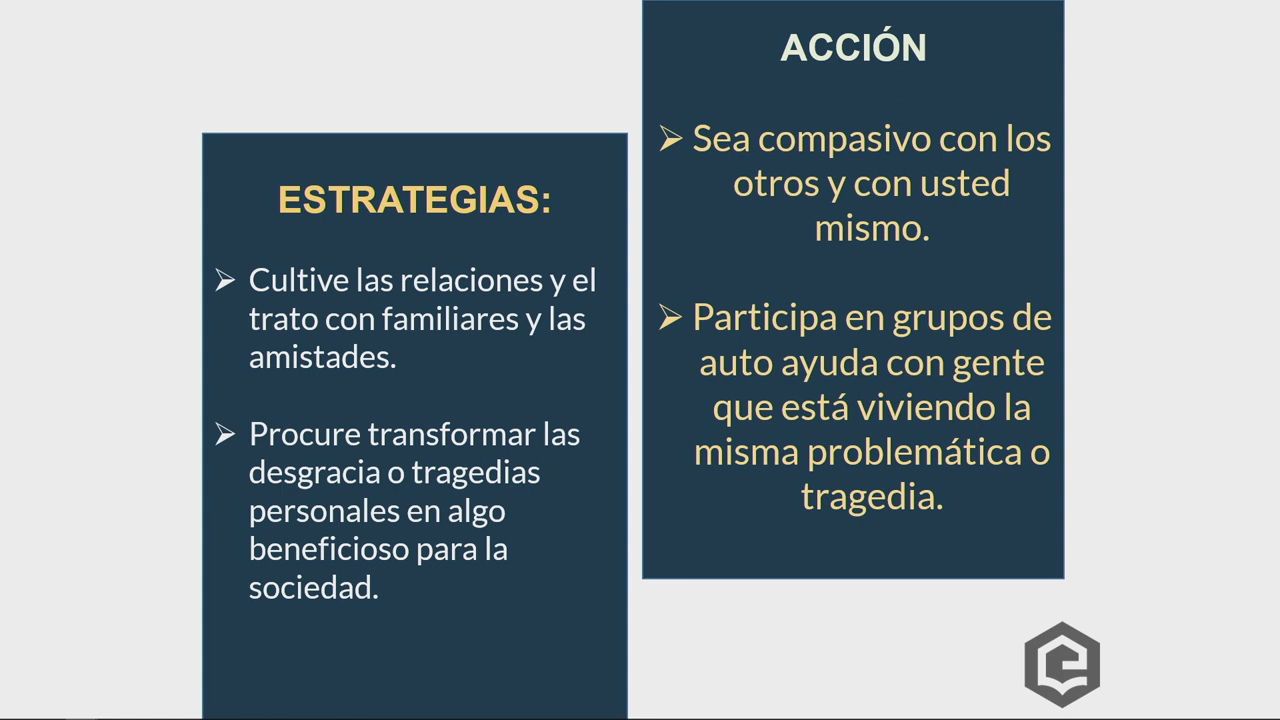 ESTRATEGIAS:
➢ Cultive las relaciones y el
trato con familiares y las
amistades.
➢ Procure transformar las
desgracia o tragedias
personales en algo
beneficioso para la
sociedad.
ACCIÓN
➢ Sea compasivo con los
otros y con usted
mismo.
➢ Participa en grupos de
auto ayuda con gente
que está viviendo la
misma problemática o
tragedia.